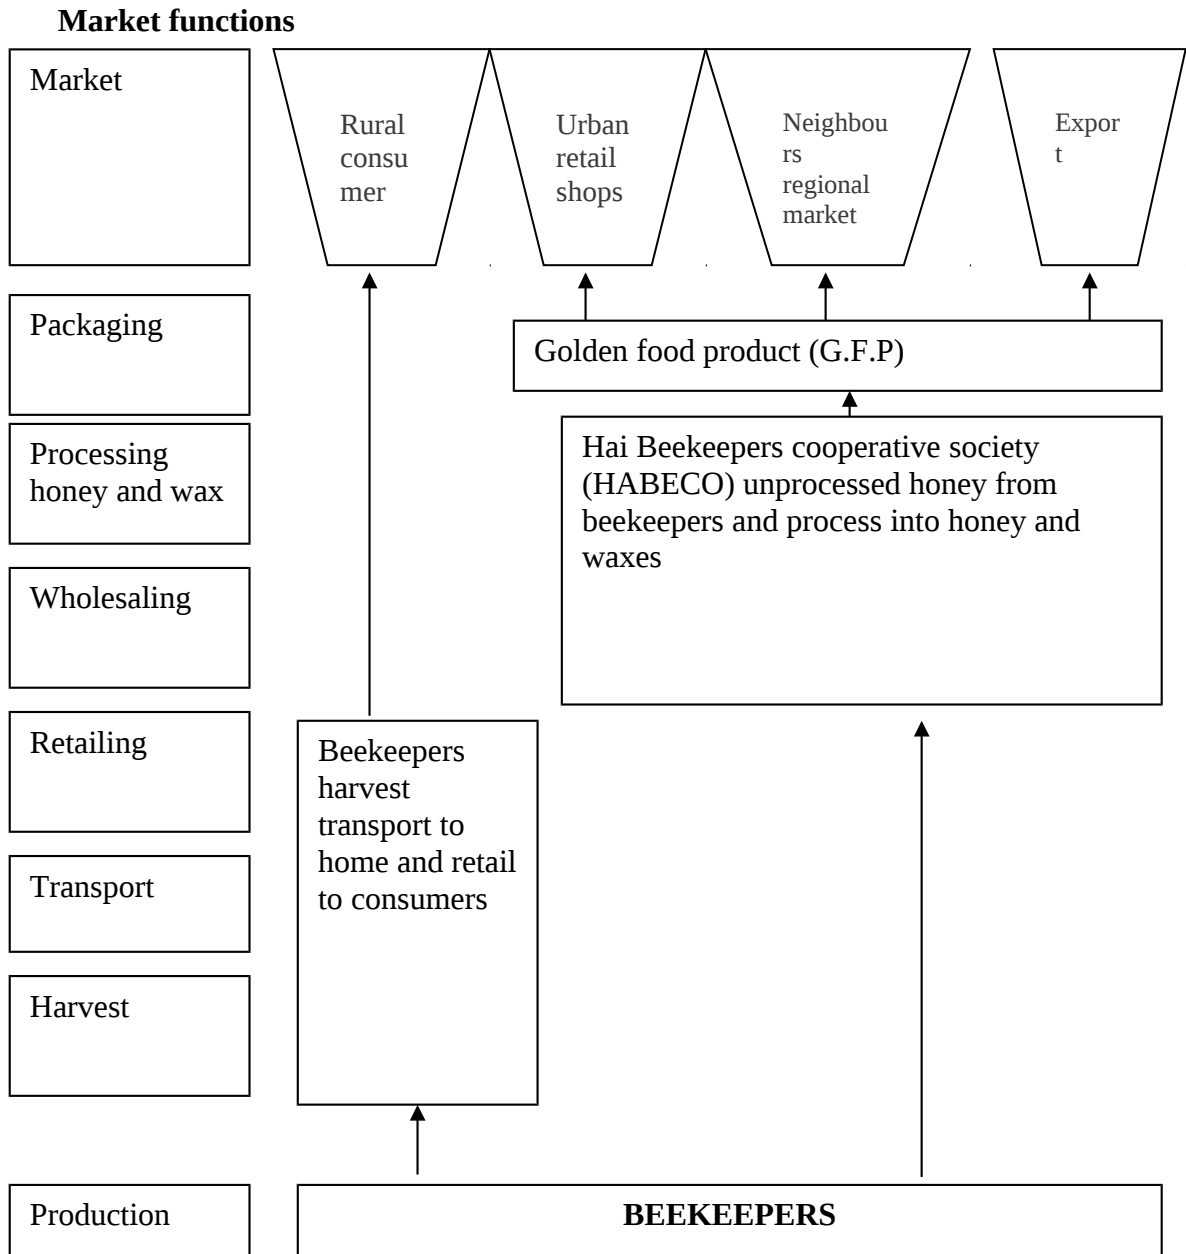 Market functions
Market
Rural
consu
mer
Urban
retail
shops
Neighbou
rs
regional
market
Expor
t
Packaging
Golden food product (G.F.P)
Processing
honey and wax
Hai Beekeepers cooperative society
(HABECO) unprocessed honey from
beekeepers and process into honey and
waxes
Wholesaling
Retailing
Beekeepers
harvest
transport to
home and retail
to consumers
Transport
Harvest
Production
BEEKEEPERS